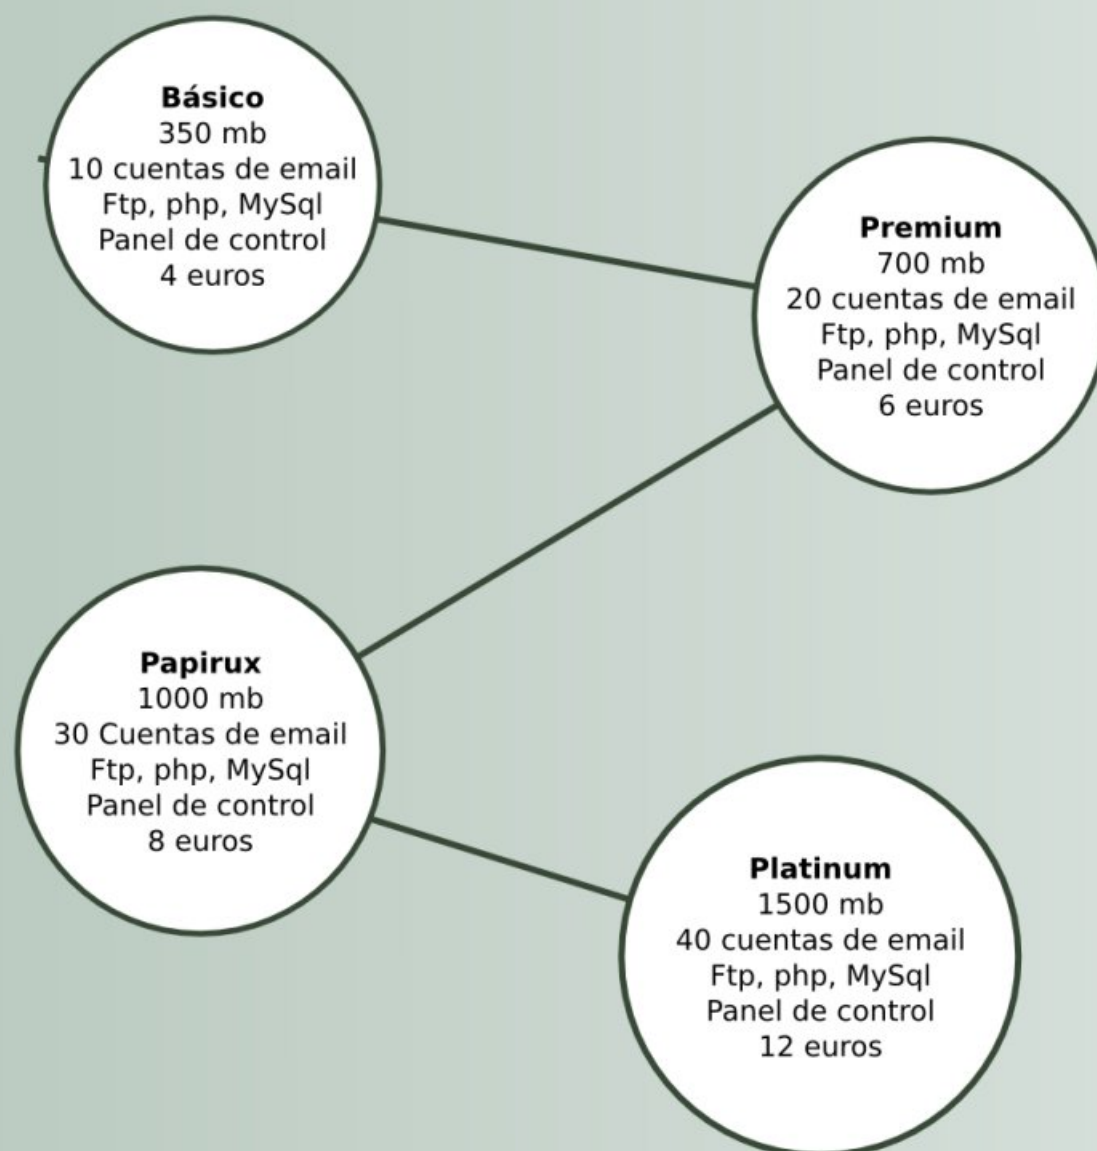 Básico
350 mb
10 cuentas de email
Ftp, php, MySql
Panel de control
4 euros
Premium
700 mb
20 cuentas de email
Ftp, php, MySql
Panel de control
6 euros
Papirux
1000 mb
30 Cuentas de email
Ftp, php, MySql
Panel de control
8 euros
Platinum
1500 mb
40 cuentas de email
Ftp, php, MySql
Panel de control
12 euros